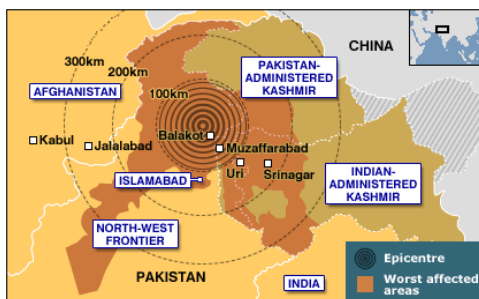 300km
200km
100km
CHINA
PAKISTAN-
ADMINISTERED
KASHMIR
AFGHANISTAN
Balakot
Kabul
Jalalabad
Muzaffarabad
Uri
Srinagar
ISLAMABAD
INDIAN-
ADMINISTERED
KASHMIR
NORTH-WEST
FRONTIER
PAKISTAN
INDIA
Epicentre
Worst affected
areas